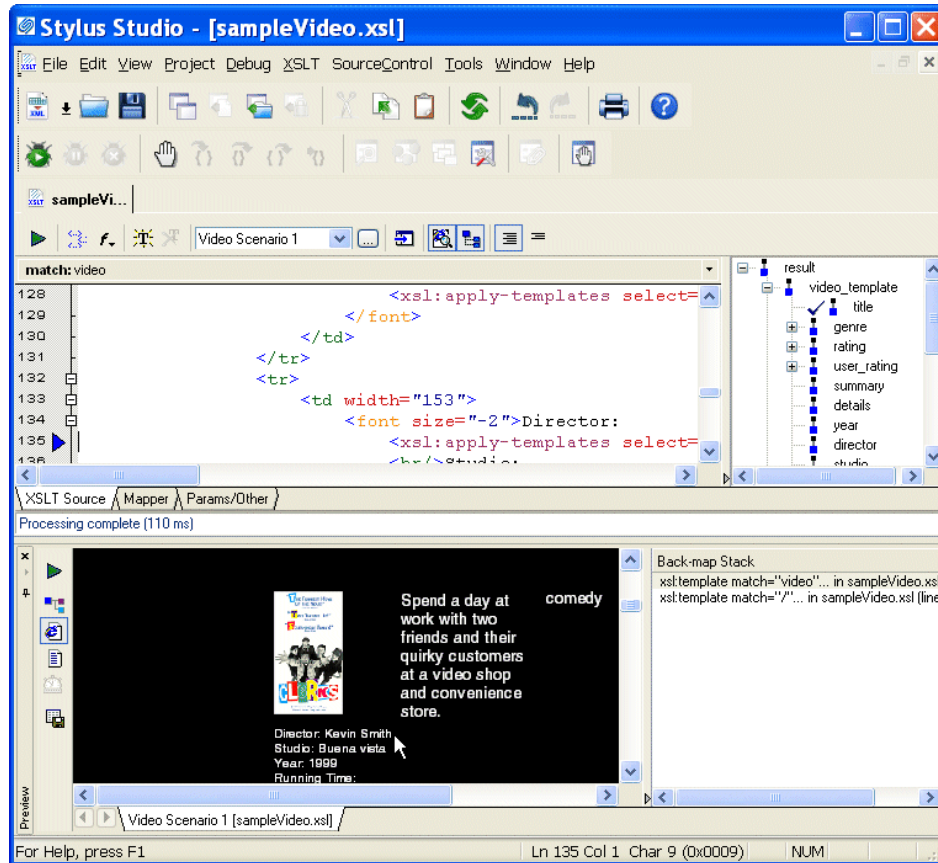 Stylus Studio - [sampleVideo.xsl]
File Edit View Project Debug XSLT SourceControl Tools Window Help
sampleVi...
Video Scenario 1
match: video
128 <xsl:apply-templates select=
129 </font>
130 </td>
131 </tr>
132 <tr>
133 <td width="153">
134 <font size="-2">Director:
135 <xsl:apply-templates select=
136 <br/>Studio:
result
video_template
title
genre
rating
user_rating
summary
details
year
director
studio
XSLT Source Mapper Params/Other
Processing complete (110 ms)
CLERKS
Spend a day at
work with two
friends and their
quirky customers
at a video shop
and convenience
store.
comedy
Director: Kevin Smith
Studio: Buena vista
Year: 1999
Running Time:
Back-map Stack
xsl:template match="video"... in sampleVideo.xsl
xsl:template match="/"... in sampleVideo.xsl (line
Preview
Video Scenario 1 [sampleVideo.xsl]
For Help, press F1 Ln 135 Col 1 Char 9 (0x0009) NUM